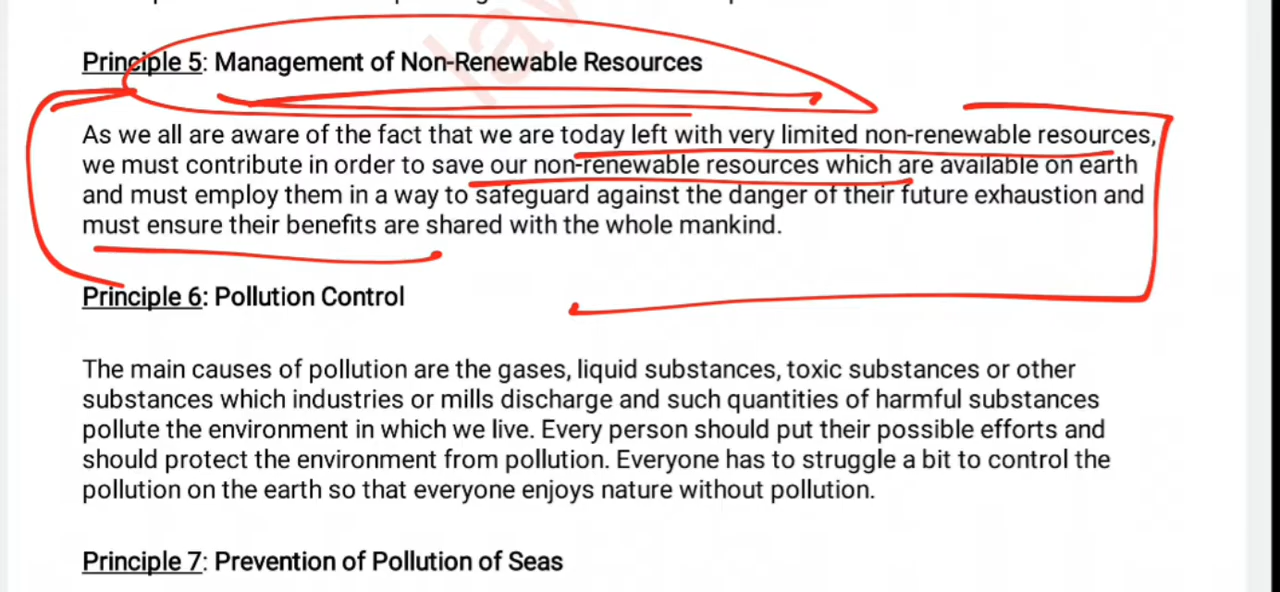 Principle 5: Management of Non-Renewable Resources
As we all are aware of the fact that we are today left with very limited non-renewable resources,
we must contribute in order to save our non-renewable resources which are available on earth
and must employ them in a way to safeguard against the danger of their future exhaustion and
must ensure their benefits are shared with the whole mankind.
Principle 6: Pollution Control
The main causes of pollution are the gases, liquid substances, toxic substances or other
substances which industries or mills discharge and such quantities of harmful substances
pollute the environment in which we live. Every person should put their possible efforts and
should protect the environment from pollution. Everyone has to struggle a bit to control the
pollution on the earth so that everyone enjoys nature without pollution.
Principle 7: Prevention of Pollution of Seas